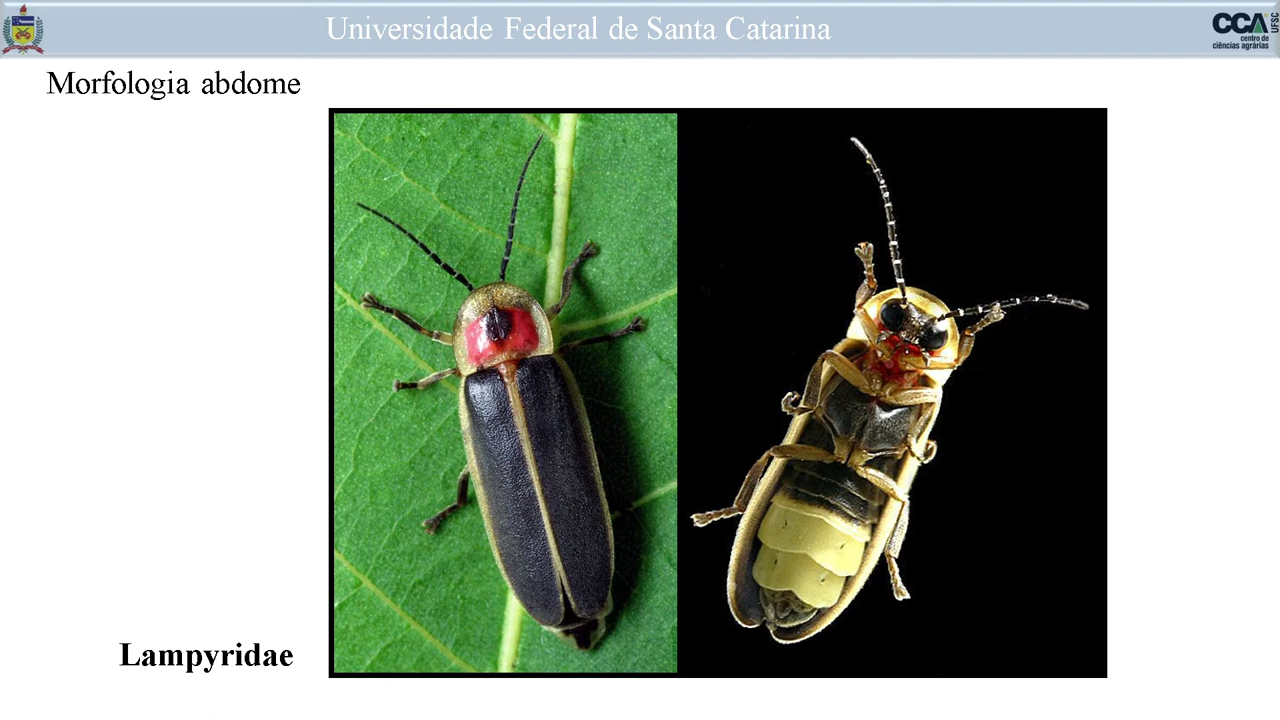 Universidade Federal de Santa Catarina
CCA UFSC
centro de
ciências agrárias
Morfologia abdome
Lampyridae